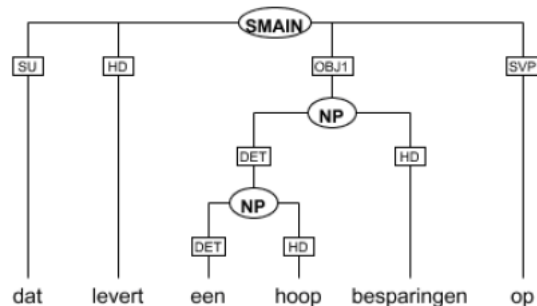 SMAIN
SU HD OBJ1 SVP
NP
DET HD
NP
DET HD
dat levert een hoop besparingen op